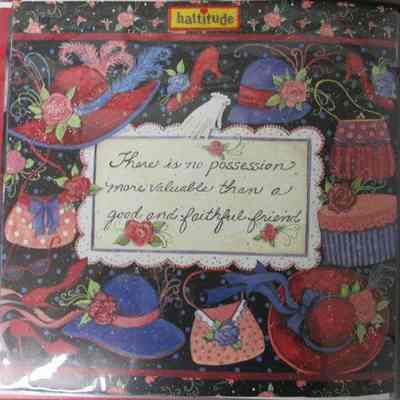 hattitude
There is no possession
more valuable than a
good and faithful friend